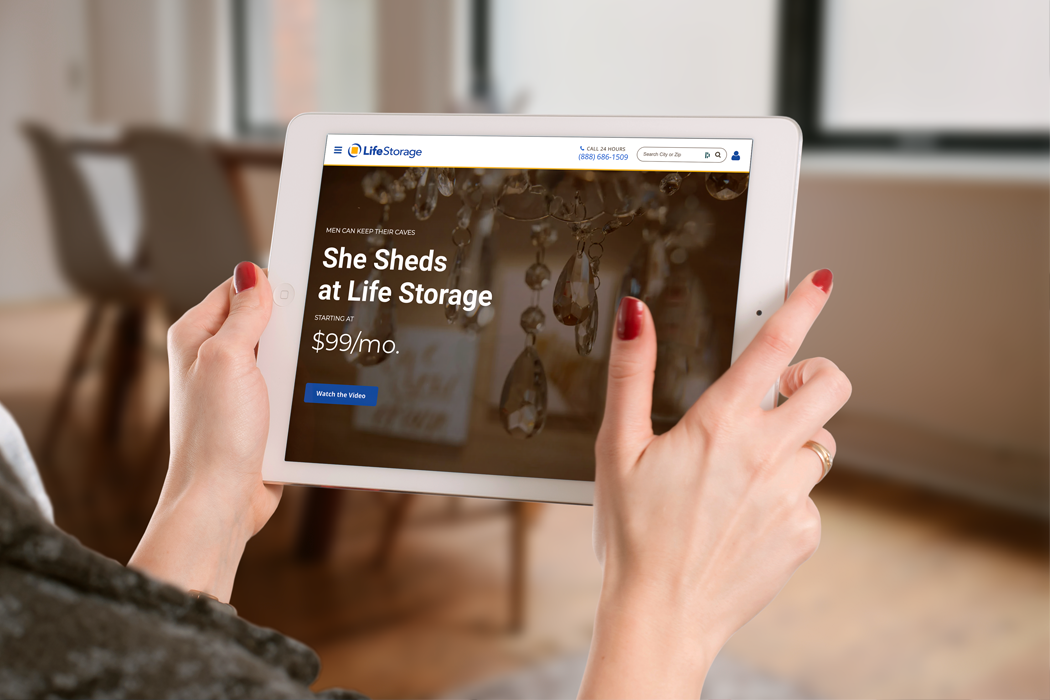 LifeStorage
CALL 24 HOURS
(888) 686-1509
Search City or Zip
MEN CAN KEEP THEIR CAVES
She Sheds
at Life Storage
STARTING AT
$99/mo.
Watch the Video